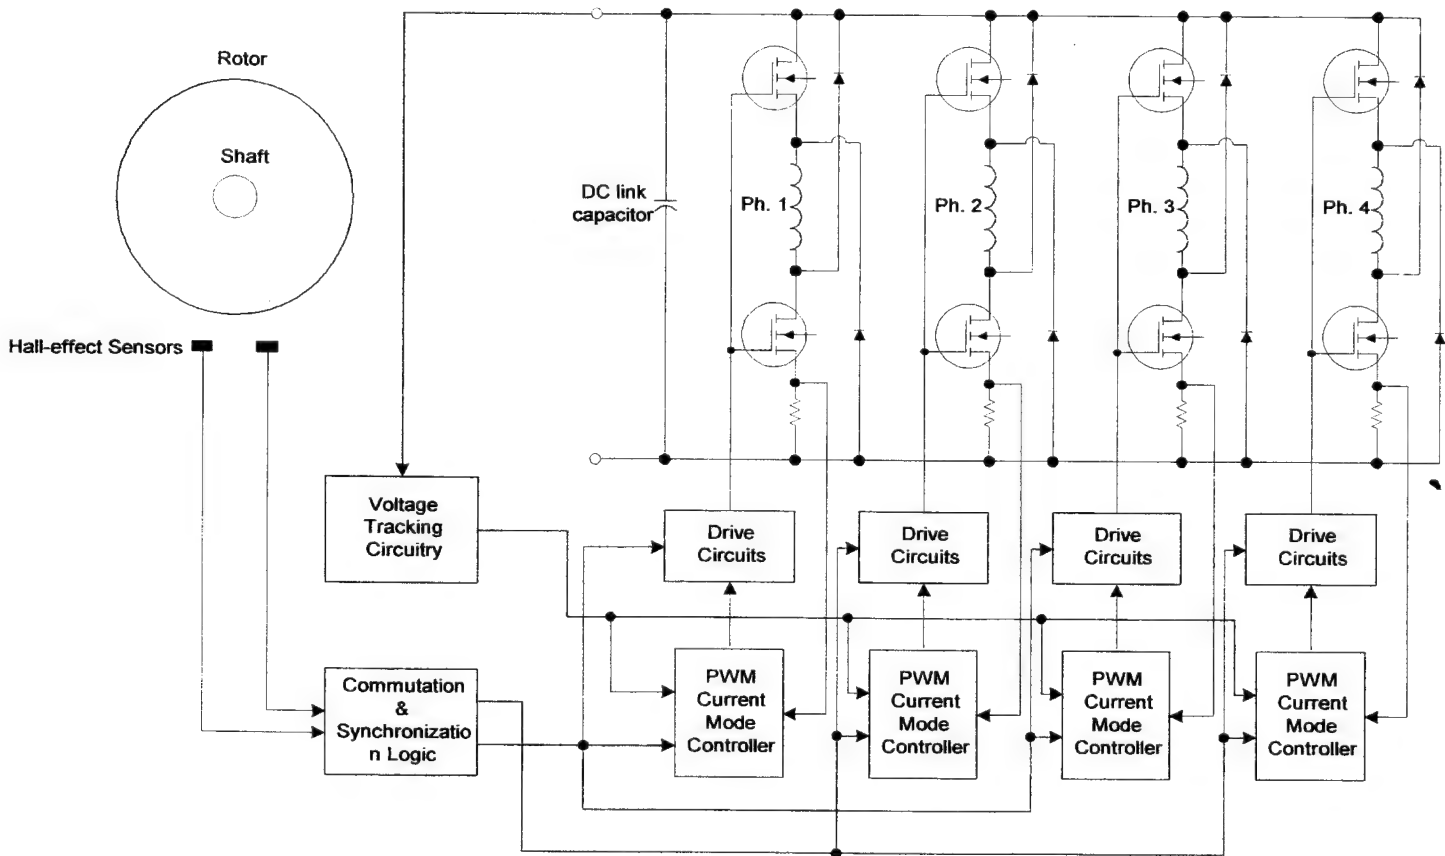 Rotor
Shaft
DC link
capacitor
Ph. 1
Ph. 2
Ph. 3
Ph. 4
Hall-effect Sensors
Voltage
Tracking
Circuitry
Drive
Circuits
Drive
Circuits
Drive
Circuits
Drive
Circuits
Commutation
&
Synchronizatio
n Logic
PWM
Current
Mode
Controller
PWM
Current
Mode
Controller
PWM
Current
Mode
Controller
PWM
Current
Mode
Controller